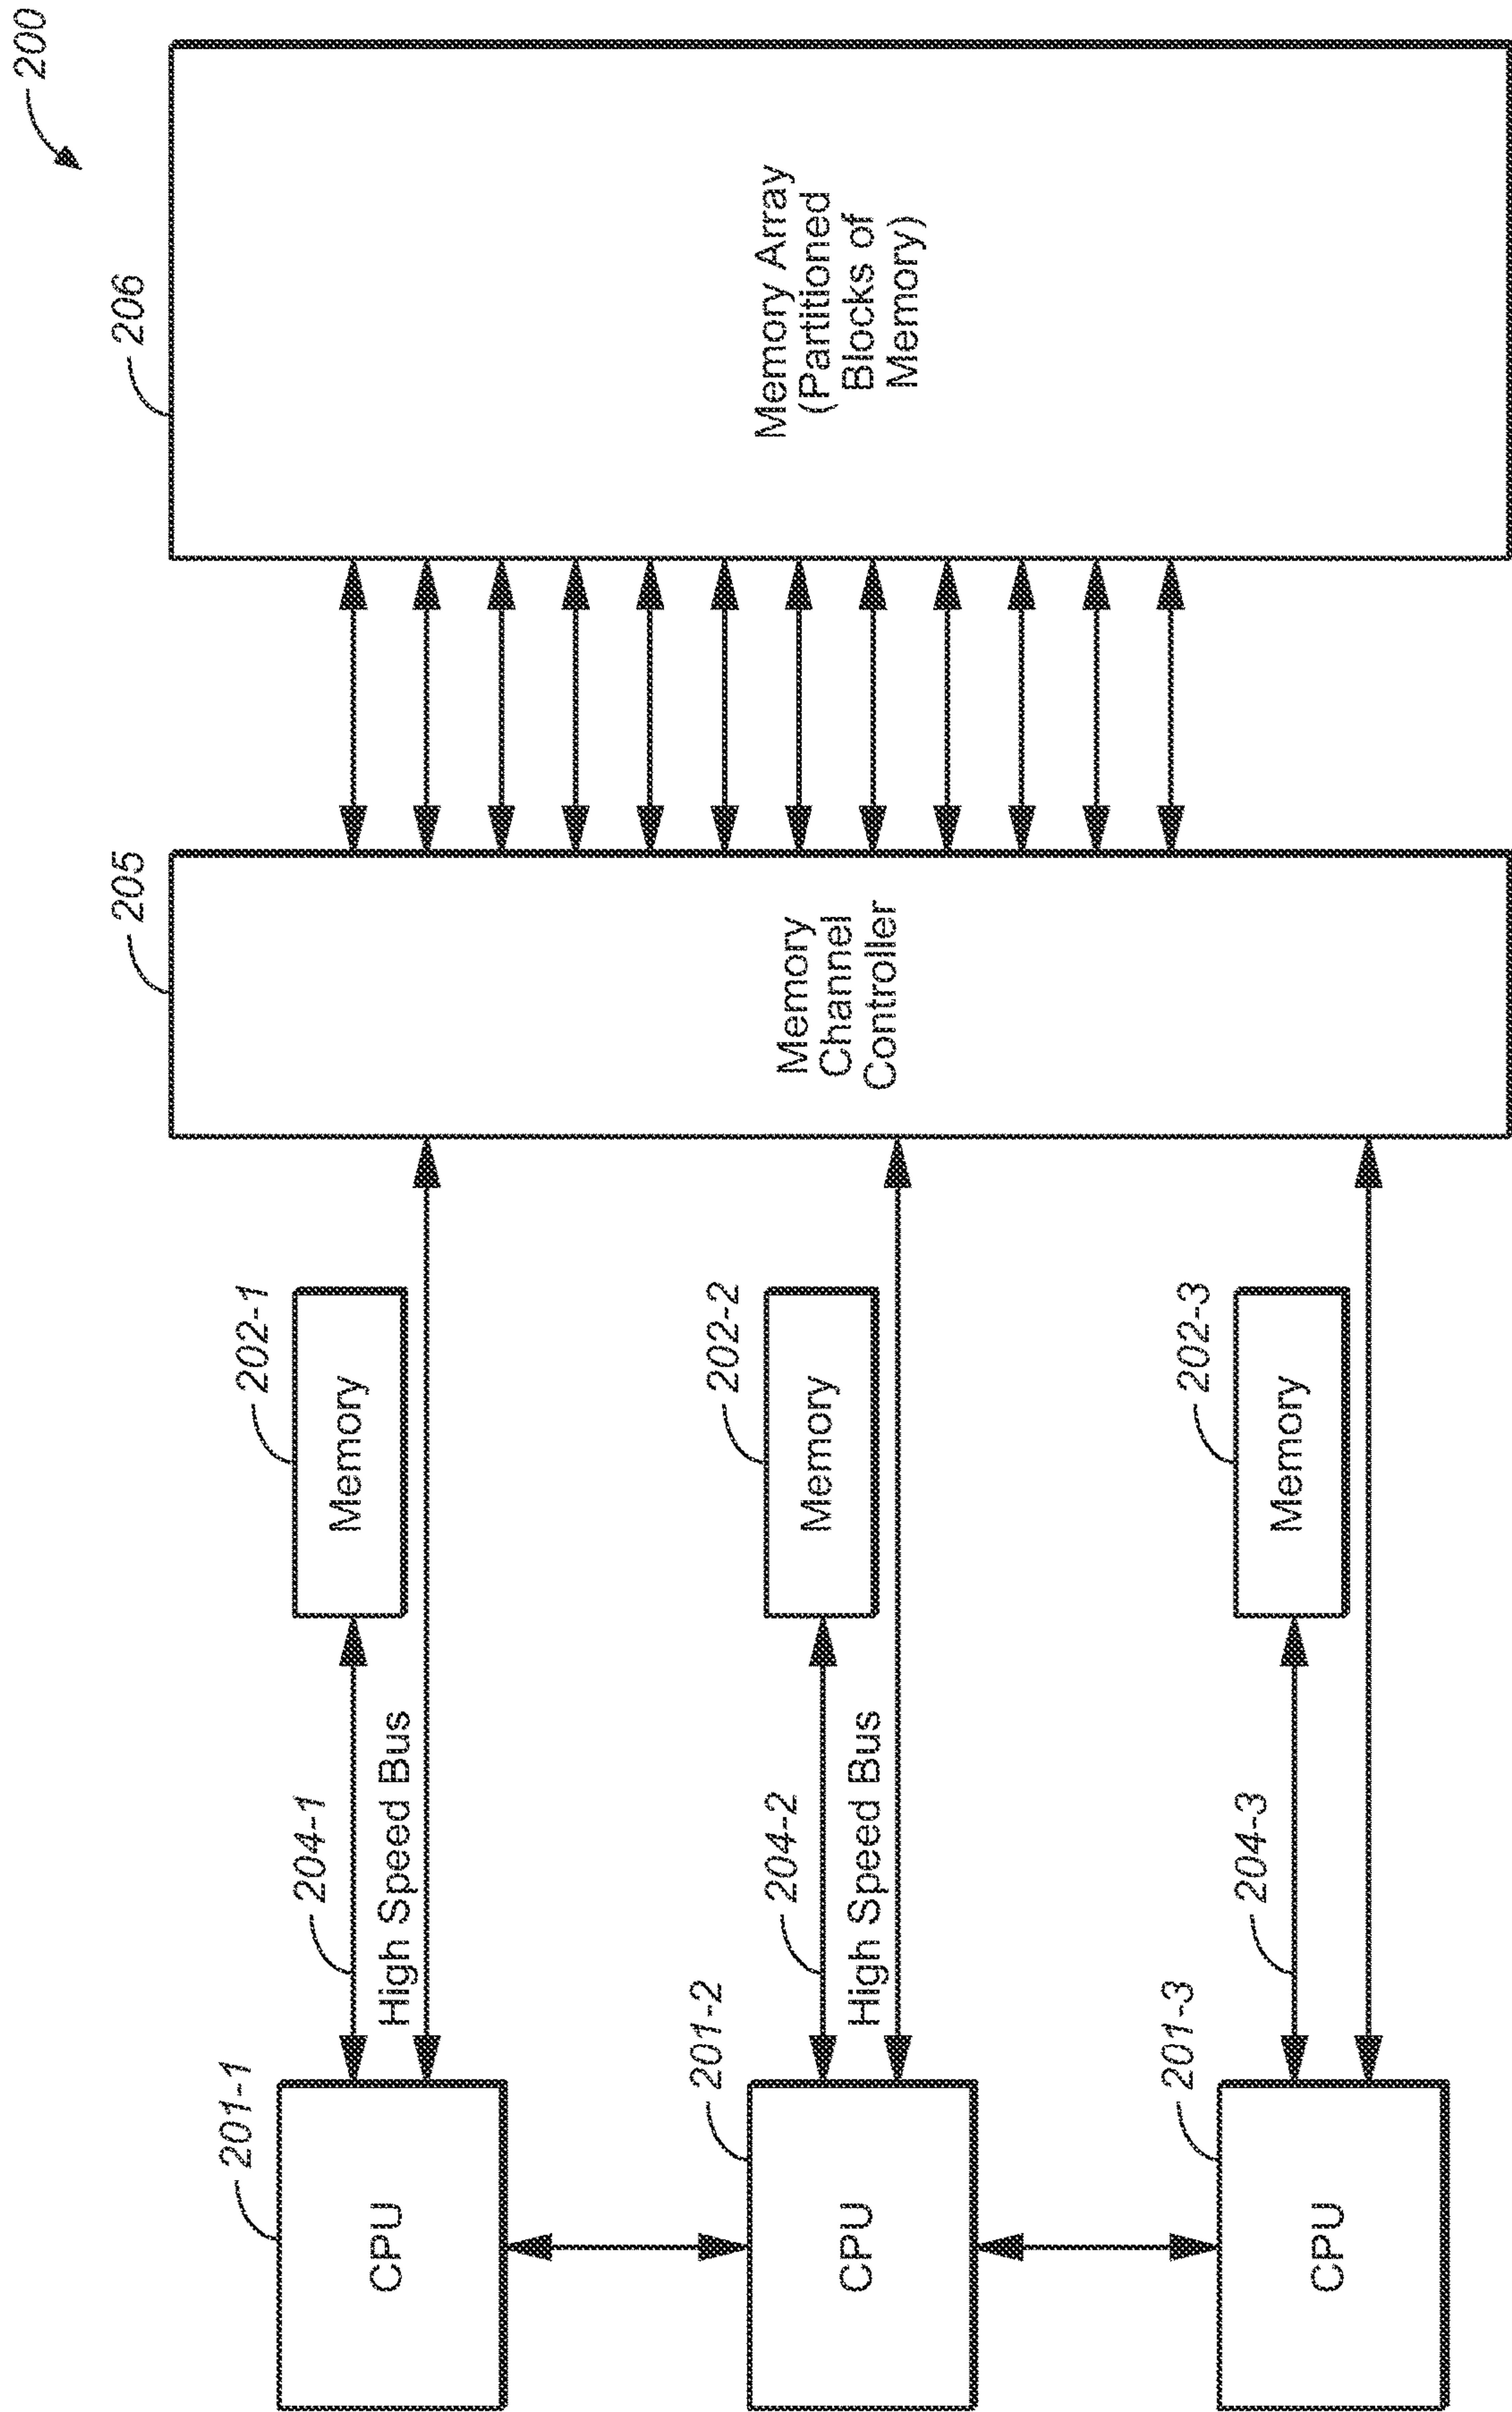 200
206
Memory Array
(Partitioned
Blocks of
Memory)
205
Memory
Channel
Controller
202-1
Memory
204-1
High Speed Bus
201-1
CPU
202-2
Memory
204-2
High Speed Bus
201-2
CPU
202-3
Memory
204-3
201-3
CPU